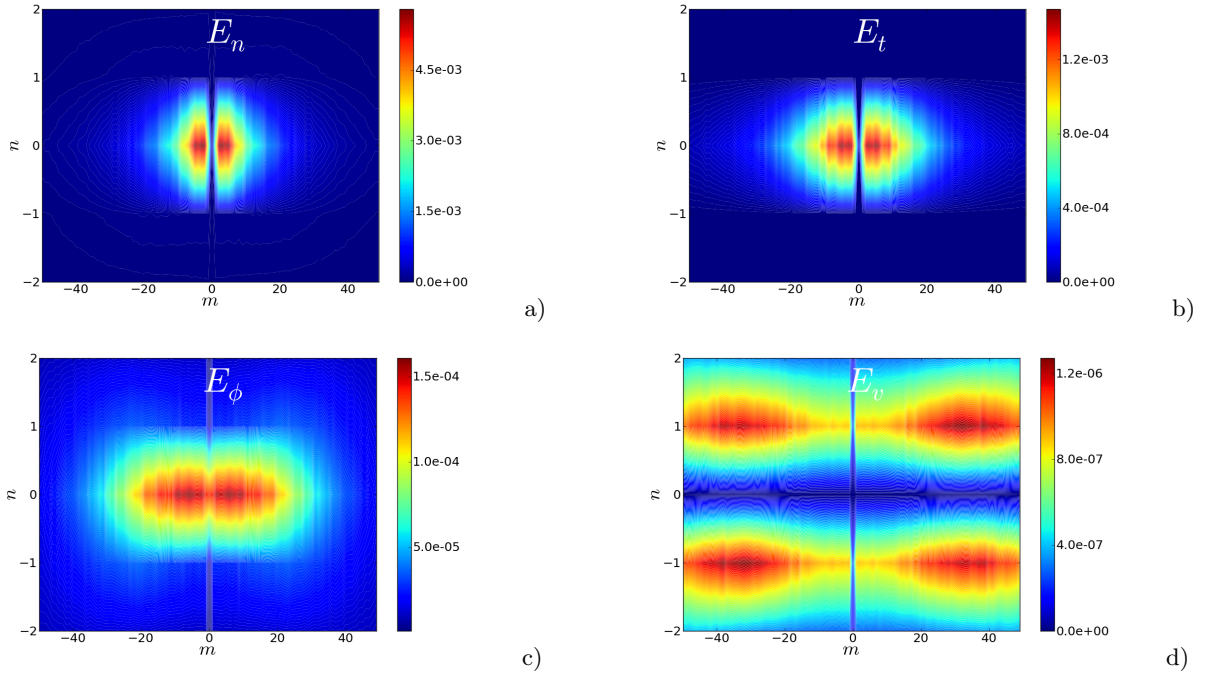 2
1
0
−1
−2
n
E_n
−40
−20
0
20
40
m
4.5e-03
3.0e-03
1.5e-03
0.0e+00
a)
2
1
0
−1
−2
n
E_t
−40
−20
0
20
40
m
1.2e-03
8.0e-04
4.0e-04
0.0e+00
b)
2
1
0
−1
−2
n
E_ϕ
−40
−20
0
20
40
m
1.5e-04
1.0e-04
5.0e-05
c)
2
1
0
−1
−2
n
E_v
−40
−20
0
20
40
m
1.2e-06
8.0e-07
4.0e-07
0.0e+00
d)